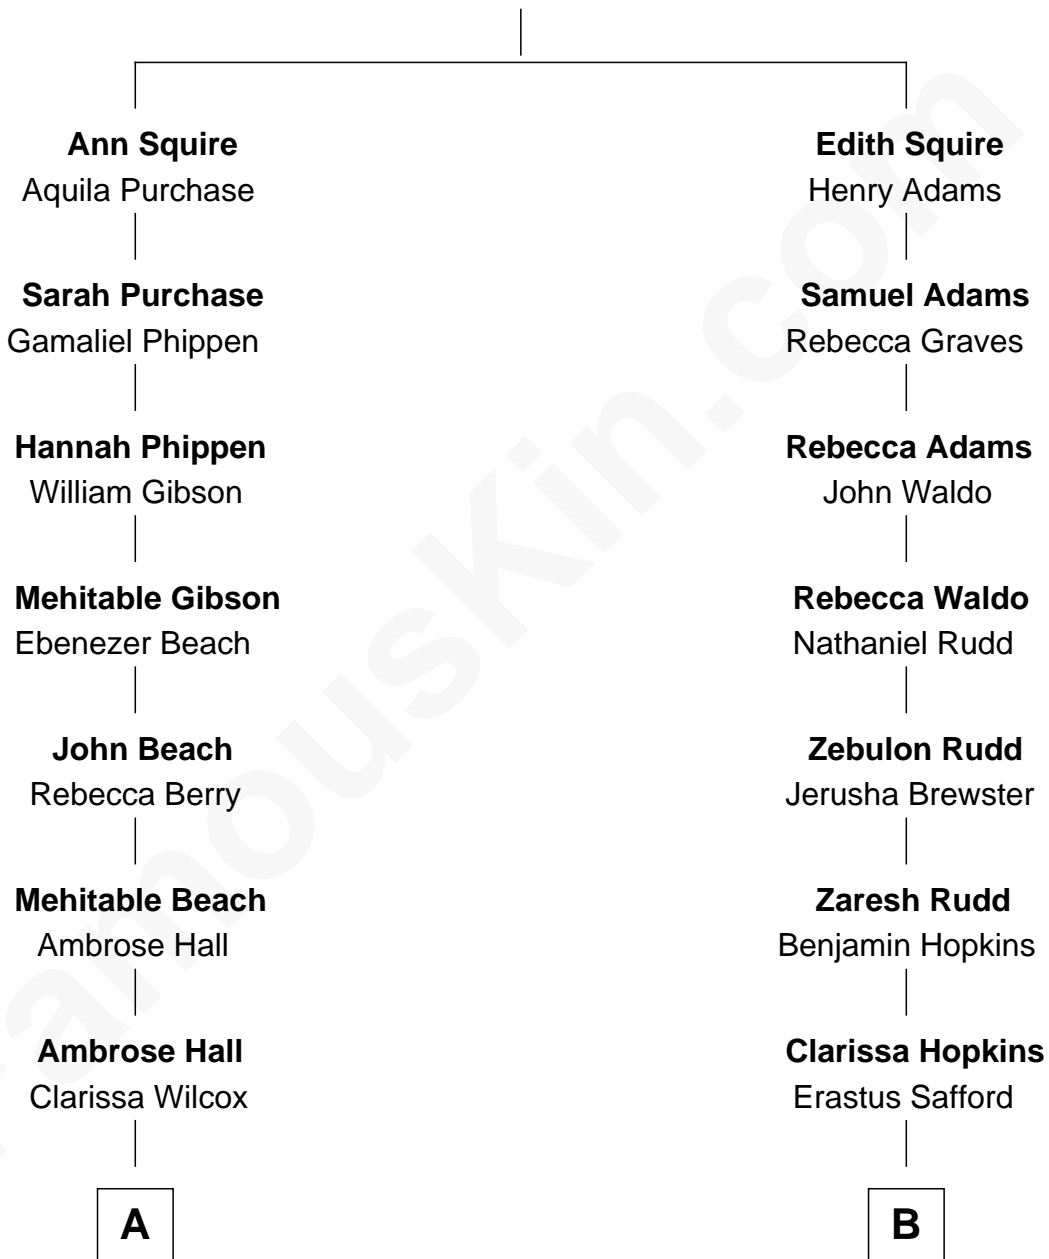 Ann Squire
Aquila Purchase
Sarah Purchase
Gamaliel Phippen
Hannah Phippen
William Gibson
Mehitable Gibson
Ebenezer Beach
John Beach
Rebecca Berry
Mehitable Beach
Ambrose Hall
Ambrose Hall
Clarissa Wilcox
A
Edith Squire
Henry Adams
Samuel Adams
Rebecca Graves
Rebecca Adams
John Waldo
Rebecca Waldo
Nathaniel Rudd
Zebulon Rudd
Jerusha Brewster
Zaresh Rudd
Benjamin Hopkins
Clarissa Hopkins
Erastus Safford
B
FamousKin.com